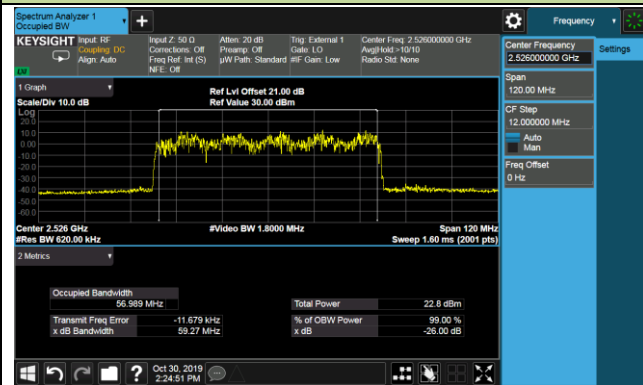 Spectrum Analyzer 1
Occupied BW
+
Frequency
KEYSIGHT
Input: RF
Coupling: DC
Align: Auto
Input Z: 50 Ω
Corrections: Off
Freq Ref: Int (S)
NFE: Off
Atten: 20 dB
Preamp: Off
µW Path: Standard
Trig: External 1
Gate: LO
#IF Gain: Low
Center Freq: 2.526000000 GHz
Avg|Hold:>10/10
Radio Std: None
Center Frequency
2.526000000 GHz
Settings
Span
120.00 MHz
CF Step
12.000000 MHz
Auto
Man
Freq Offset
0 Hz
1 Graph
Scale/Div 10.0 dB
Ref Lvl Offset 21.00 dB
Ref Value 30.00 dBm
Log
20.0
10.0
0.00
-10.0
-20.0
-30.0
-40.0
-50.0
-60.0
Center 2.526 GHz
#Res BW 620.00 kHz
#Video BW 1.8000 MHz
Span 120 MHz
Sweep 1.60 ms (2001 pts)
2 Metrics
Occupied Bandwidth
56.989 MHz
Transmit Freq Error
-11.679 kHz
x dB Bandwidth
59.27 MHz
Total Power
22.8 dBm
% of OBW Power
99.00 %
x dB
-26.00 dB
?
Oct 30, 2019
2:24:51 PM